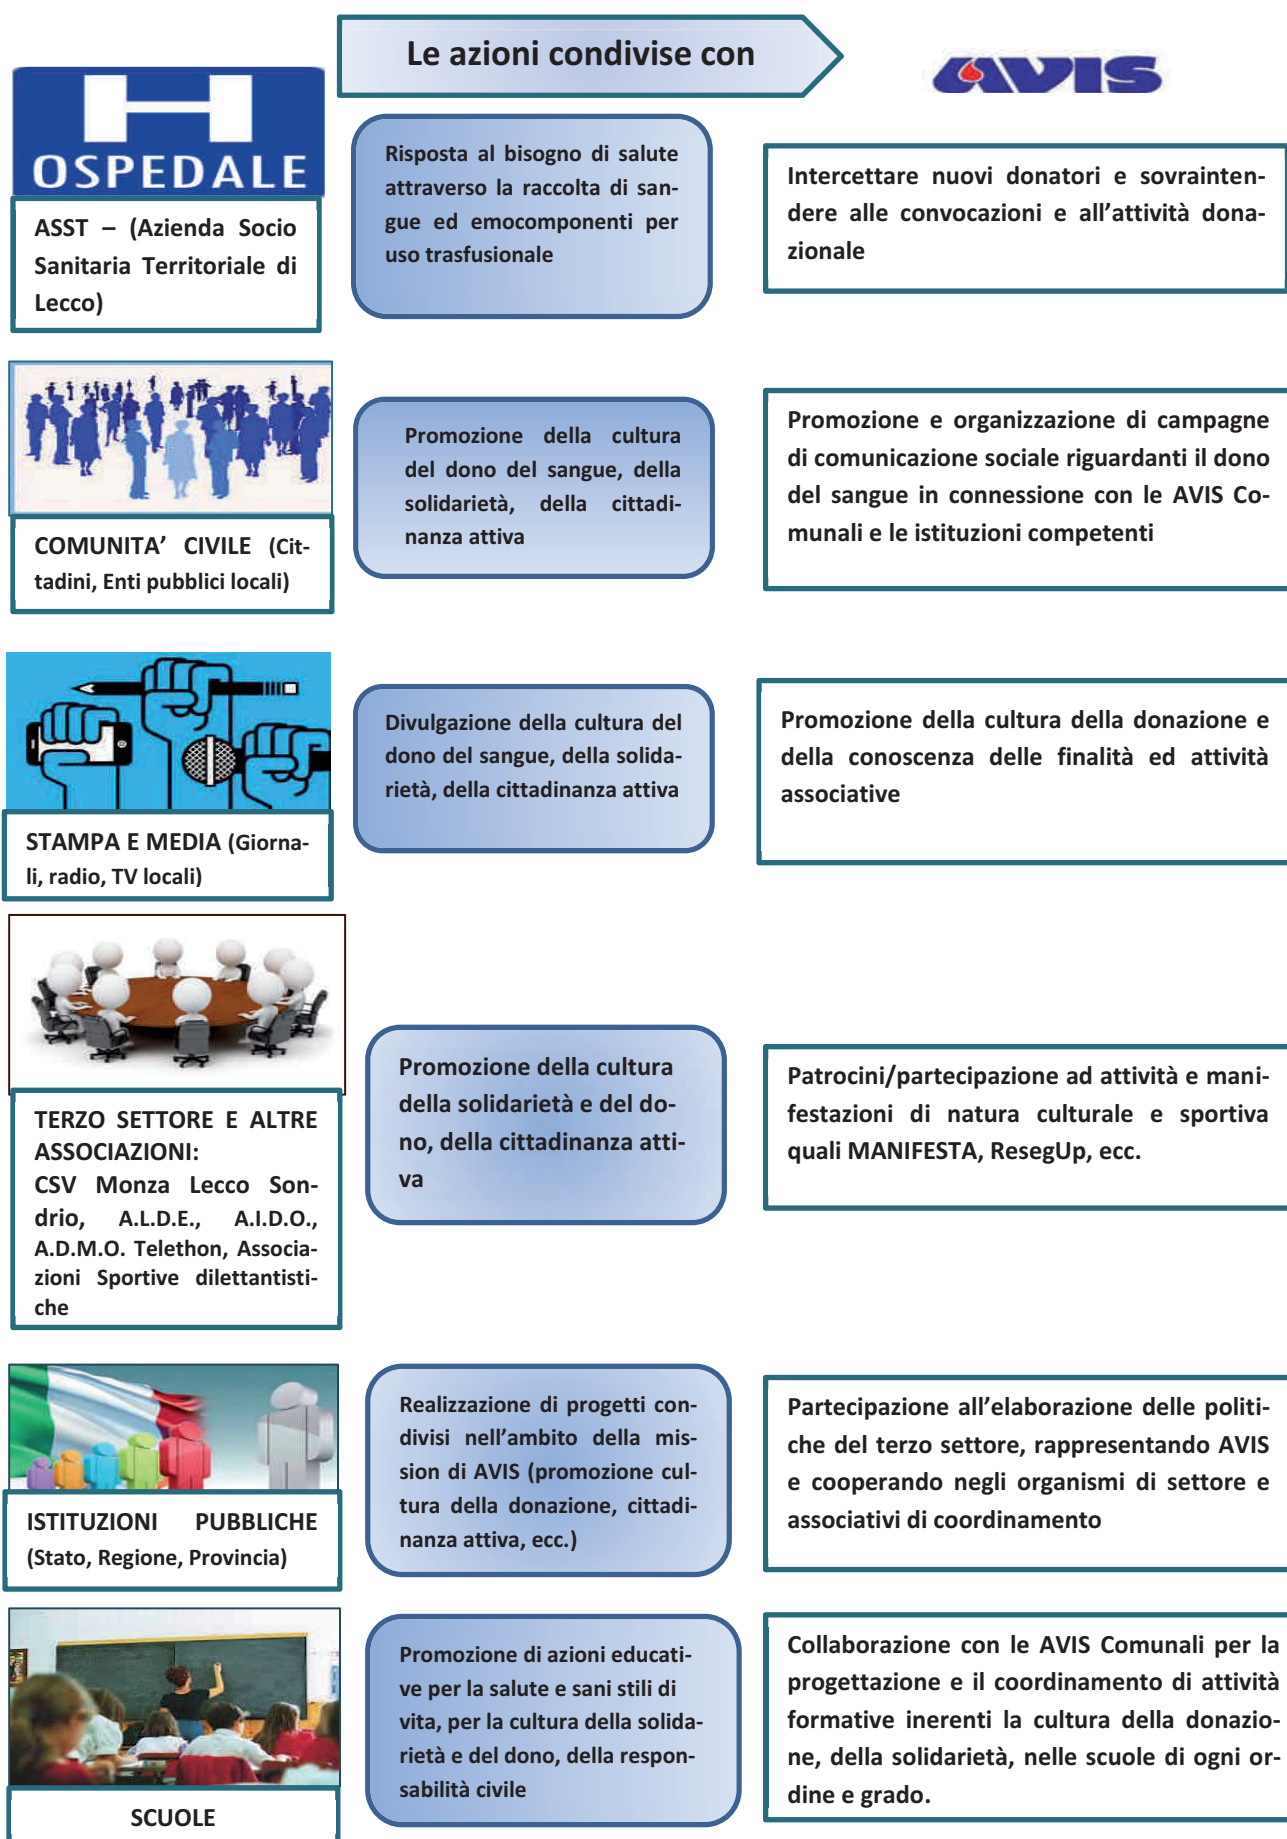 Le azioni condivise con
AVIS
OSPEDALE
ASST – (Azienda Socio
Sanitaria Territoriale di
Lecco)
Risposta al bisogno di salute
attraverso la raccolta di san-
gue ed emocomponenti per
uso trasfusionale
Intercettare nuovi donatori e sovrainten-
dere alle convocazioni e all’attività dona-
zionale
COMUNITA’ CIVILE (Cit-
tadini, Enti pubblici locali)
Promozione della cultura
del dono del sangue, della
solidarietà, della cittadi-
nanza attiva
Promozione e organizzazione di campagne
di comunicazione sociale riguardanti il dono
del sangue in connessione con le AVIS Co-
munali e le istituzioni competenti
STAMPA E MEDIA (Giorna-
li, radio, TV locali)
Divulgazione della cultura del
dono del sangue, della solida-
rietà, della cittadinanza attiva
Promozione della cultura della donazione e
della conoscenza delle finalità ed attività
associative
TERZO SETTORE E ALTRE
ASSOCIAZIONI:
CSV Monza Lecco Son-
drio, A.L.D.E., A.I.D.O.,
A.D.M.O. Telethon, Associa-
zioni Sportive dilettantisti-
che
Promozione della cultura
della solidarietà e del do-
no, della cittadinanza atti-
va
Patrocini/partecipazione ad attività e mani-
festazioni di natura culturale e sportiva
quali MANIFESTA, ResegUp, ecc.
ISTITUZIONI PUBBLICHE
(Stato, Regione, Provincia)
Realizzazione di progetti con-
divisi nell’ambito della mis-
sion di AVIS (promozione cul-
tura della donazione, cittadi-
nanza attiva, ecc.)
Partecipazione all’elaborazione delle politi-
che del terzo settore, rappresentando AVIS
e cooperando negli organismi di settore e
associativi di coordinamento
SCUOLE
Promozione di azioni educati-
ve per la salute e sani stili di
vita, per la cultura della solida-
rietà e del dono, della respon-
sabilità civile
Collaborazione con le AVIS Comunali per la
progettazione e il coordinamento di attività
formative inerenti la cultura della donazio-
ne, della solidarietà, nelle scuole di ogni or-
dine e grado.